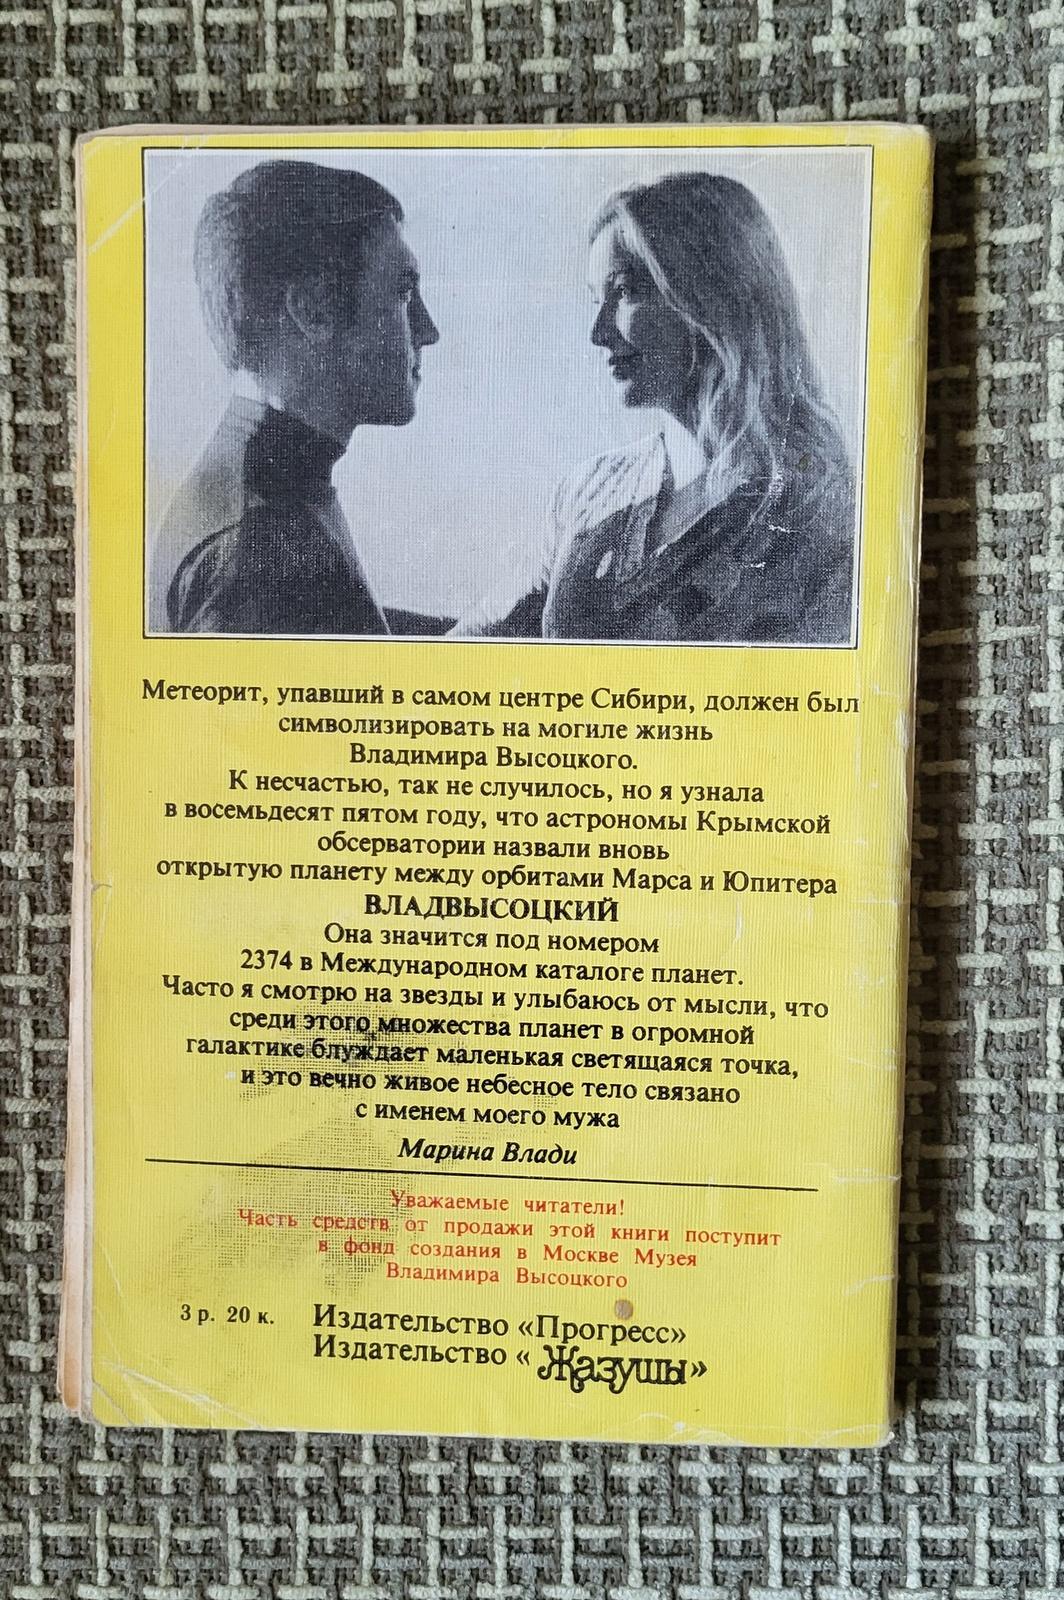 Метеорит, упавший в самом центре Сибири, должен был
символизировать на могиле жизнь
Владимира Высоцкого.
К несчастью, так не случилось, но я узнала
в восемьдесят пятом году, что астрономы Крымской
обсерватории назвали вновь
открытую планету между орбитами Марса и Юпитера
ВЛАДВЫСОЦКИЙ
Она значится под номером
2374 в Международном каталоге планет.
Часто я смотрю на звезды и улыбаюсь от мысли, что
среди этого множества планет в огромной
галактике блуждает маленькая светящаяся точка,
и это вечно живое небесное тело связано
с именем моего мужа
Марина Влади
Уважаемые читатели!
Часть средств от продажи этой книги поступит
в фонд создания в Москве Музея
Владимира Высоцкого
3 р. 20 к.
Издательство «Прогресс»
Издательство «Жазушы»